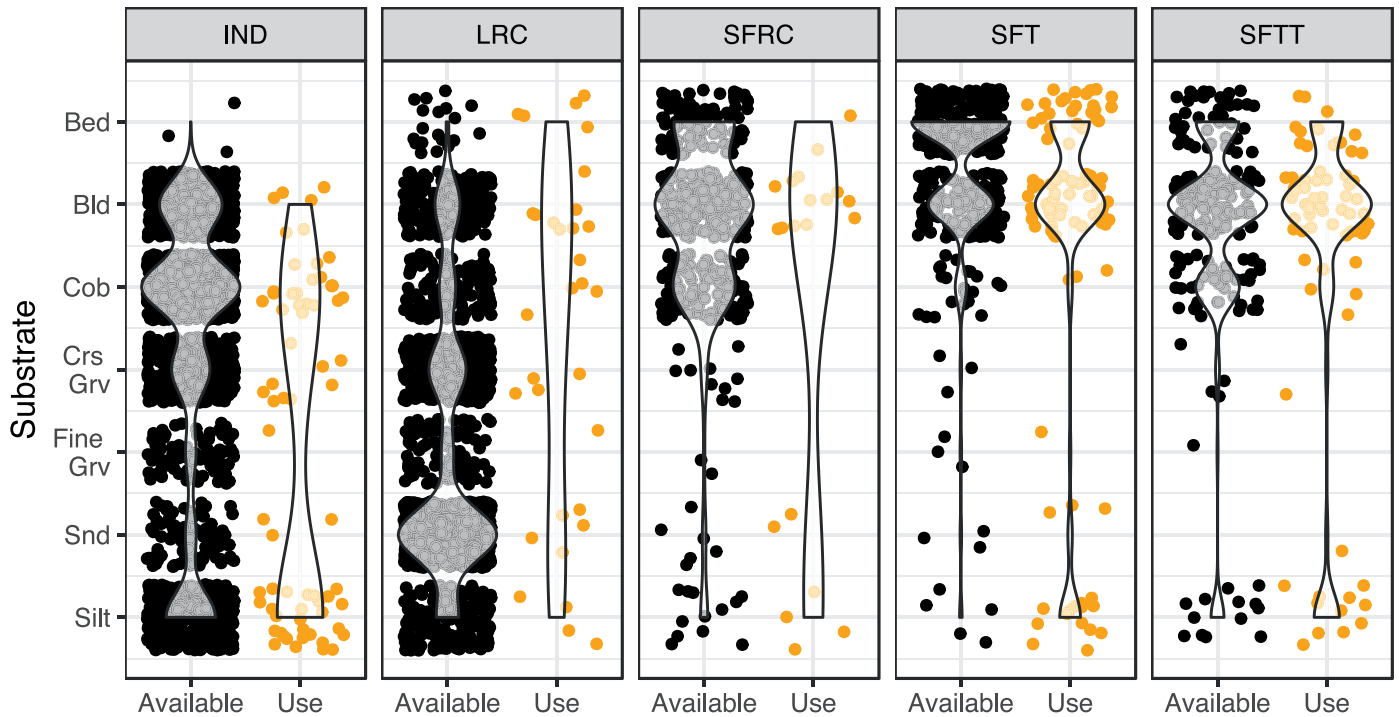 IND LRC SFRC SFT SFTT
Substrate
Bed
Bld
Cob
Crs
Grv
Fine
Grv
Snd
Silt
Available Use Available Use Available Use Available Use Available Use